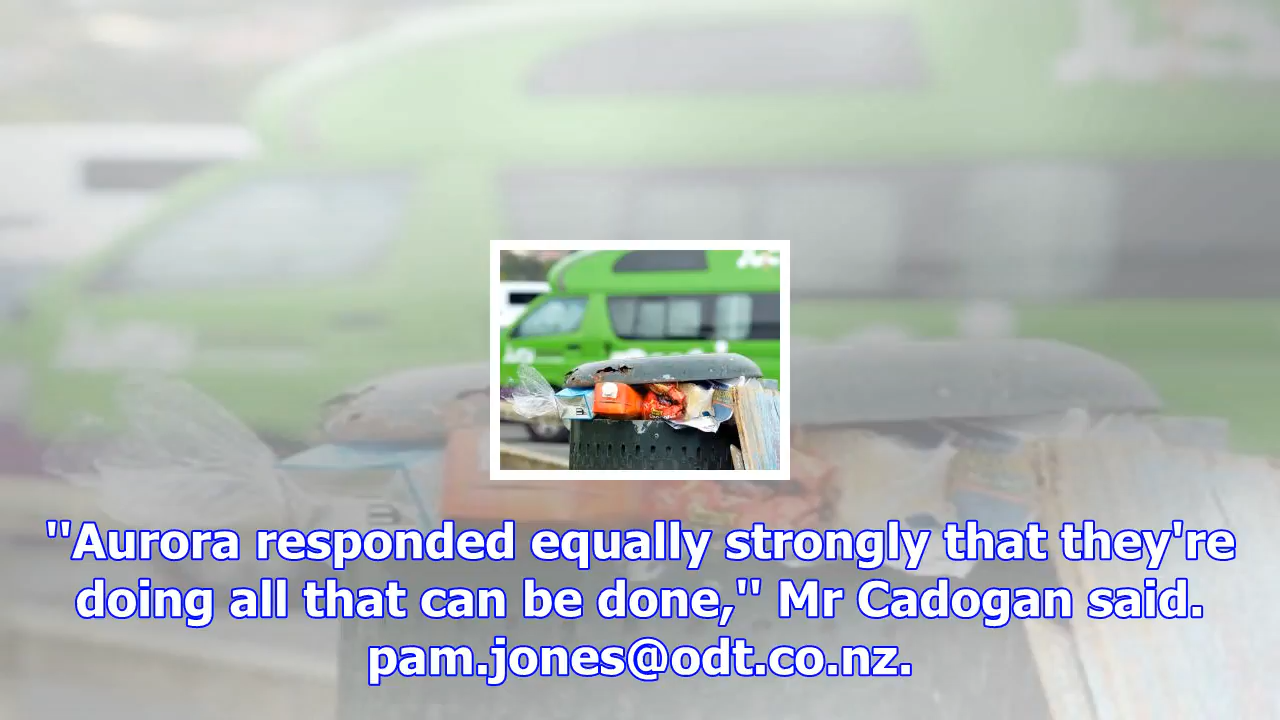 "Aurora responded equally strongly that they're
doing all that can be done," Mr Cadogan said.
pam.jones@odt.co.nz.